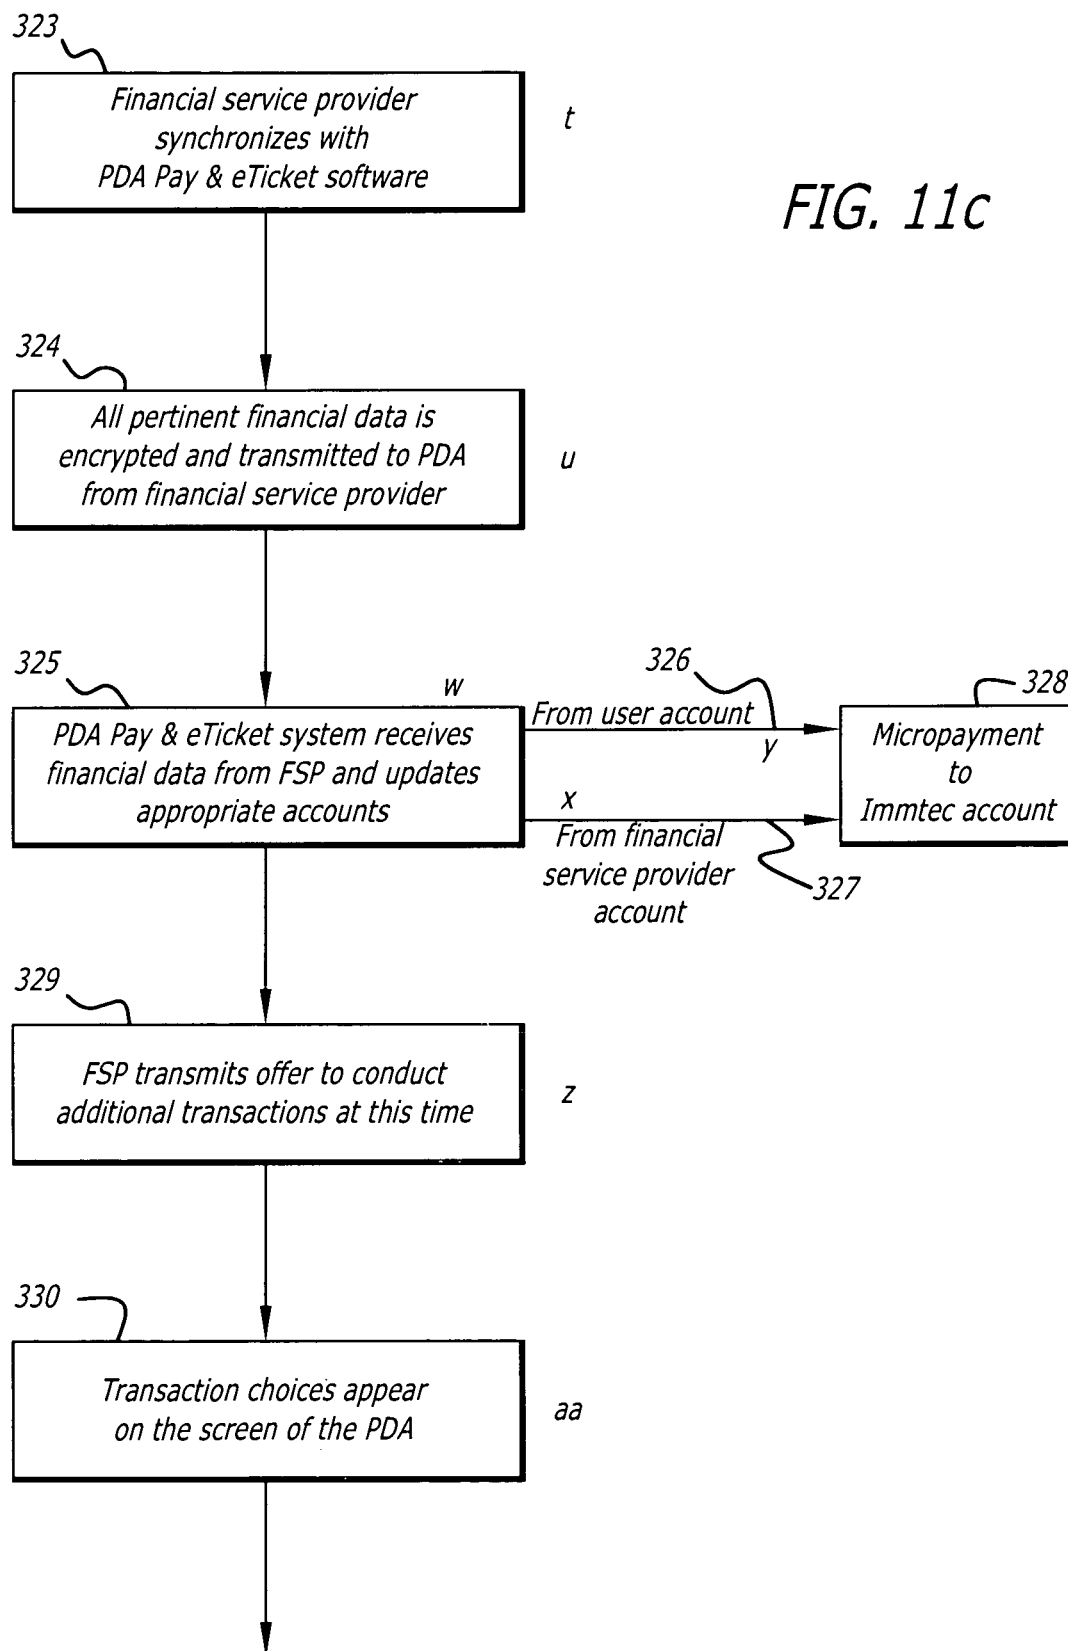 323
Financial service provider
synchronizes with
PDA Pay & eTicket software
t
FIG. 11c
324
All pertinent financial data is
encrypted and transmitted to PDA
from financial service provider
u
325
w
PDA Pay & eTicket system receives
financial data from FSP and updates
appropriate accounts
326
From user account
y
x
From financial
service provider
account
327
328
Micropayment
to
Immtec account
329
FSP transmits offer to conduct
additional transactions at this time
z
330
Transaction choices appear
on the screen of the PDA
aa